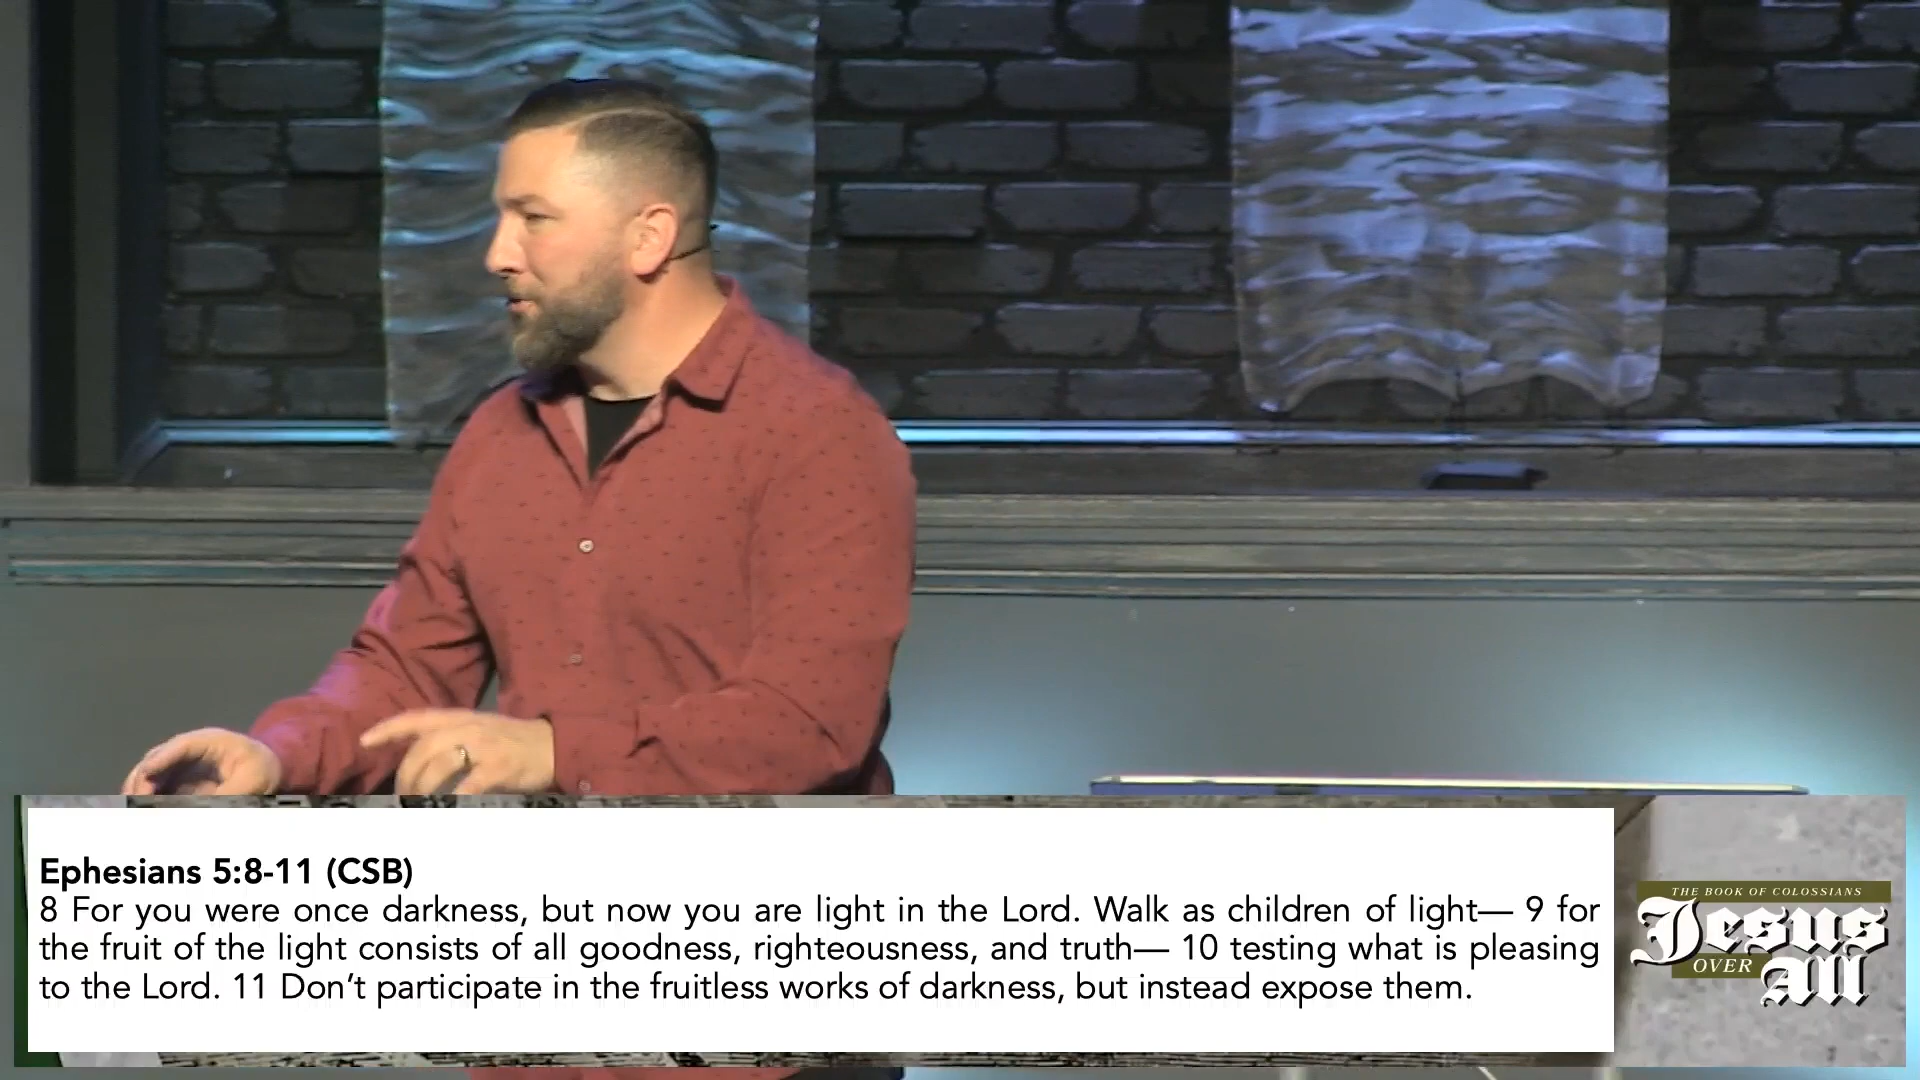 Ephesians 5:8-11 (CSB)
8 For you were once darkness, but now you are light in the Lord. Walk as children of light— 9 for
the fruit of the light consists of all goodness, righteousness, and truth— 10 testing what is pleasing
to the Lord. 11 Don’t participate in the fruitless works of darkness, but instead expose them.
THE BOOK OF COLOSSIANS
Jesus
OVER
All